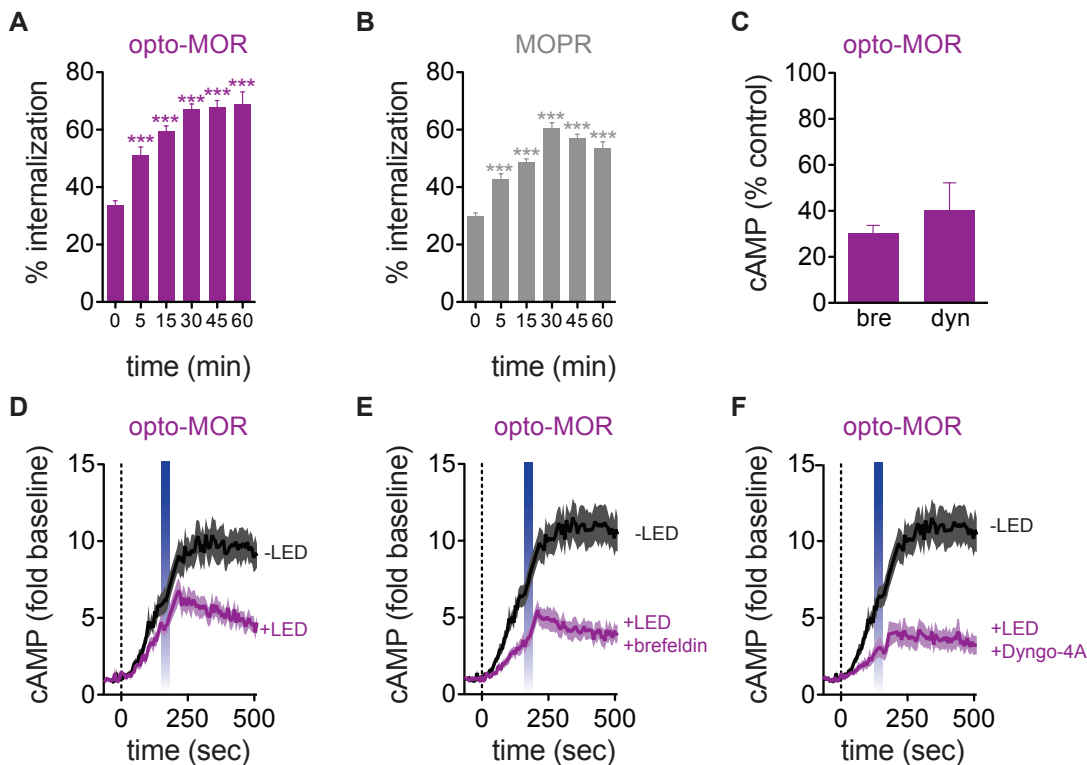 A
opto-MOR
% internalization
80
60
40
20
0
***
***
***
***
***
0 5 15 30 45 60
time (min)
B
MOPR
% internalization
80
60
40
20
0
***
***
***
***
***
0 5 15 30 45 60
time (min)
C
opto-MOR
cAMP (% control)
100
80
60
40
20
0
bre dyn
D
opto-MOR
cAMP (fold baseline)
15
10
5
0
-LED
+LED
0 250 500
time (sec)
E
opto-MOR
cAMP (fold baseline)
15
10
5
0
-LED
+LED
+brefeldin
0 250 500
time (sec)
F
opto-MOR
cAMP (fold baseline)
15
10
5
0
-LED
+LED
+Dyngo-4A
0 250 500
time (sec)